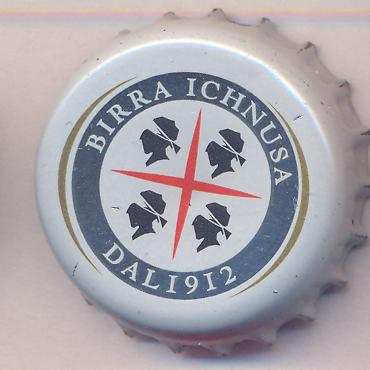 BIRRA ICHNUSA
DAL 1912